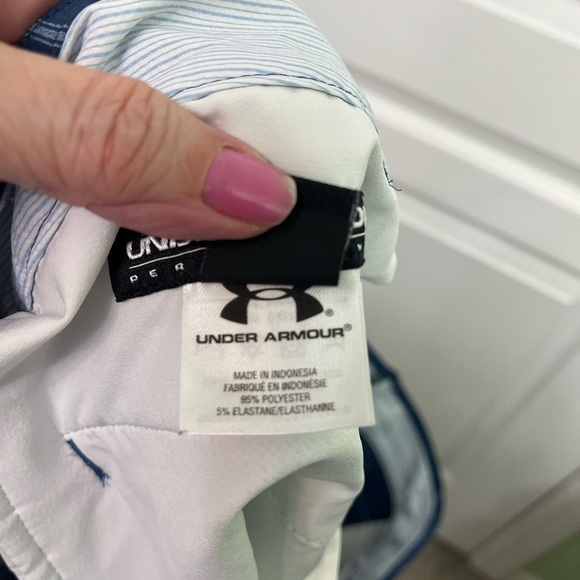 UNDER ARMOUR®
MADE IN INDONESIA
FABRIQUÉ EN INDONÉSIE
95% POLYESTER
5% ELASTANE/ELASTHANNE